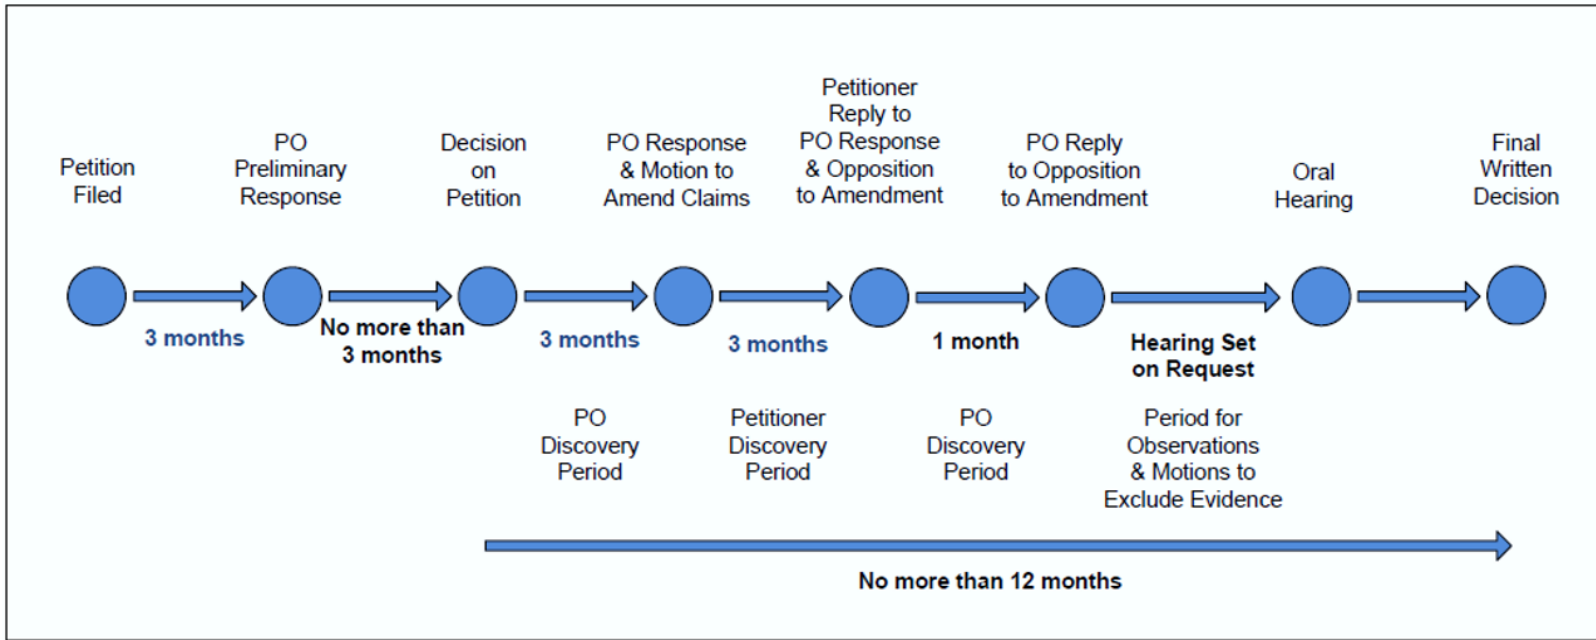 Petition
Filed
PO
Preliminary
Response
Decision
on
Petition
PO Response
& Motion to
Amend Claims
Petitioner
Reply to
PO Response
& Opposition
to Amendment
PO Reply
to Opposition
to Amendment
Oral
Hearing
Final
Written
Decision
3 months
No more than
3 months
3 months
3 months
1 month
Hearing Set
on Request
PO
Discovery
Period
Petitioner
Discovery
Period
PO
Discovery
Period
Period for
Observations
& Motions to
Exclude Evidence
No more than 12 months